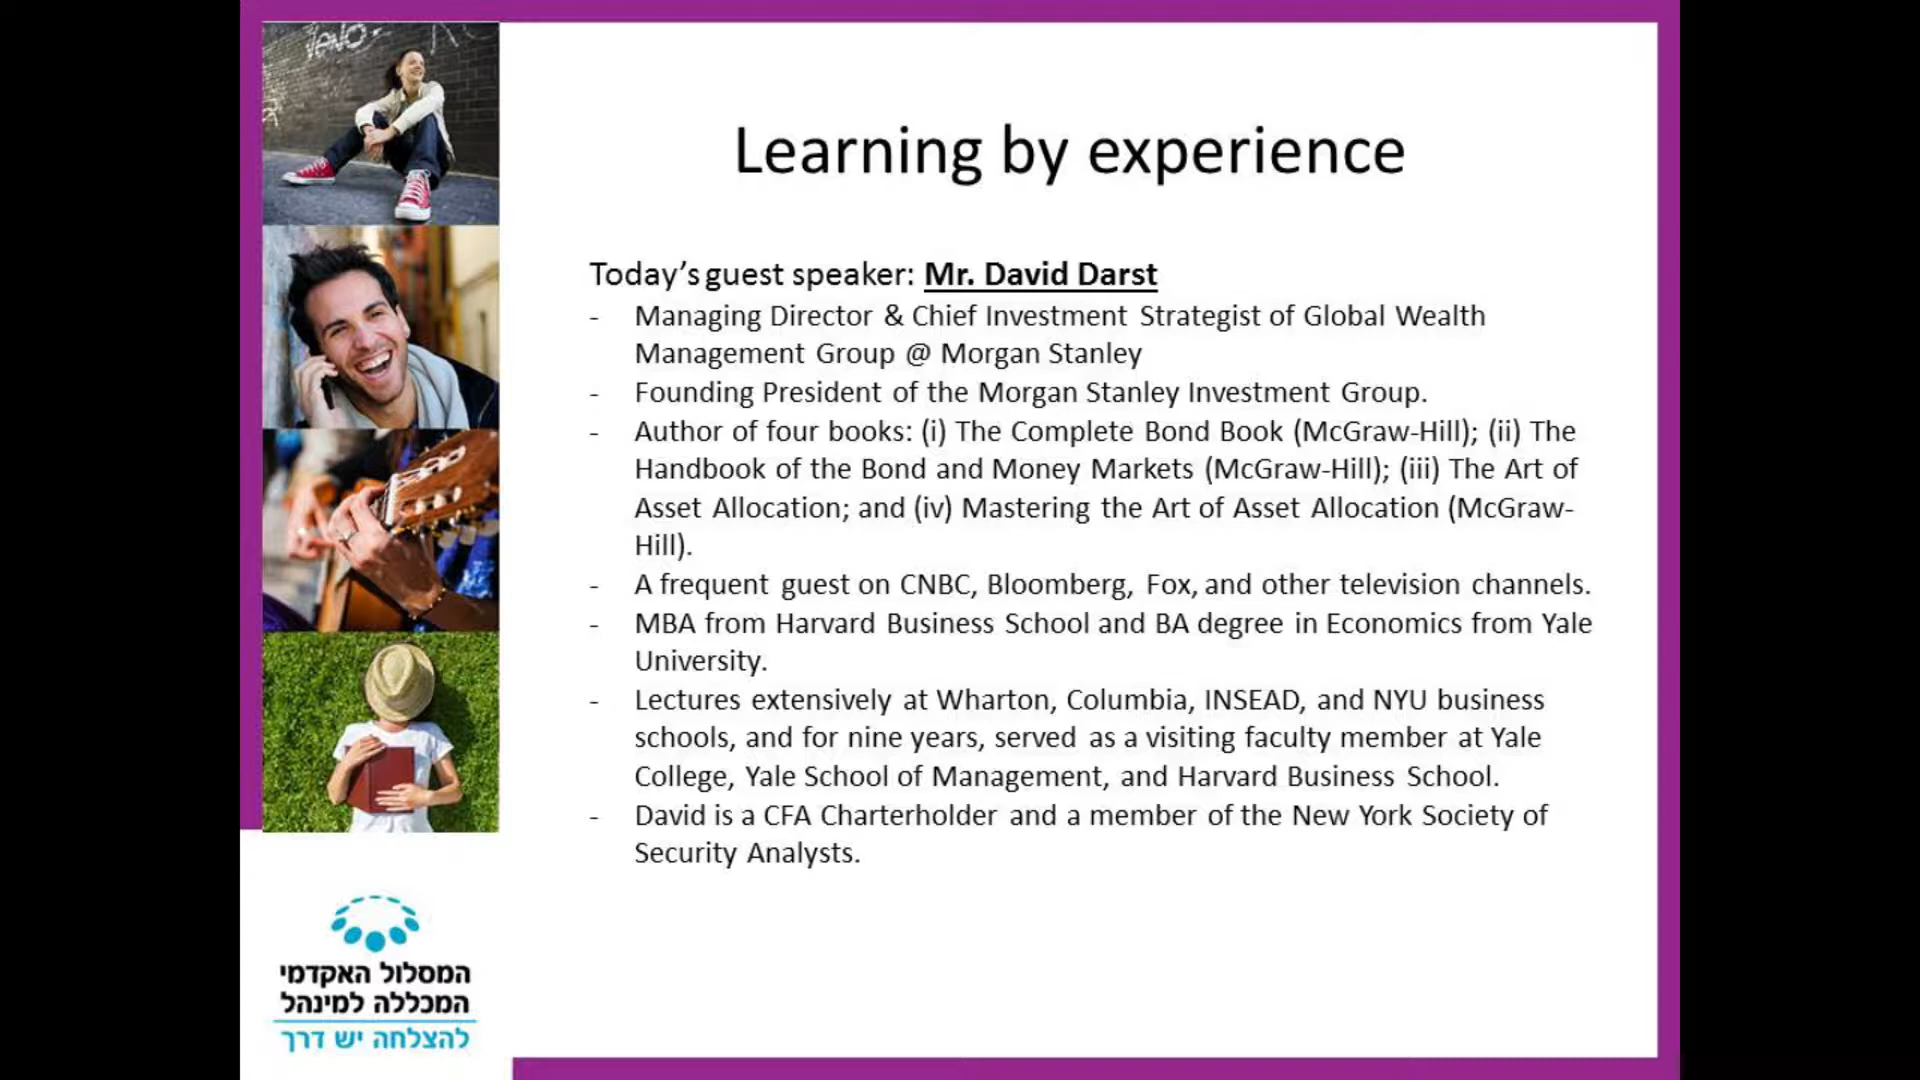 Learning by experience
Today's guest speaker: Mr. David Darst
- Managing Director & Chief Investment Strategist of Global Wealth
Management Group @ Morgan Stanley
- Founding President of the Morgan Stanley Investment Group.
- Author of four books: (i) The Complete Bond Book (McGraw-Hill); (ii) The
Handbook of the Bond and Money Markets (McGraw-Hill); (iii) The Art of
Asset Allocation; and (iv) Mastering the Art of Asset Allocation (McGraw-
Hill).
- A frequent guest on CNBC, Bloomberg, Fox, and other television channels.
- MBA from Harvard Business School and BA degree in Economics from Yale
University.
- Lectures extensively at Wharton, Columbia, INSEAD, and NYU business
schools, and for nine years, served as a visiting faculty member at Yale
College, Yale School of Management, and Harvard Business School.
- David is a CFA Charterholder and a member of the New York Society of
Security Analysts.
המסלול האקדמי
המכללה למינהל
להצלחה יש דרך